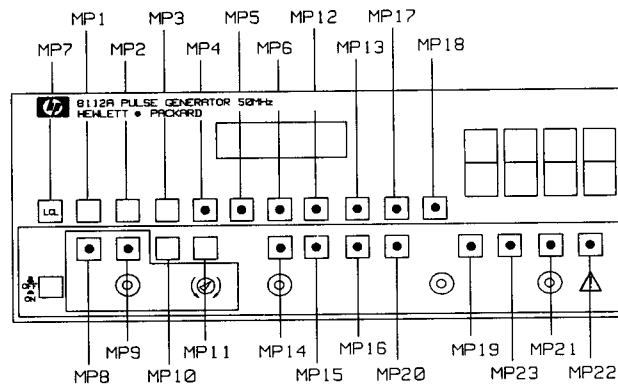 MP1 MP3 MP5 MP12 MP17
MP7 MP2 MP4 MP6 MP13 MP18
hp 8112A PULSE GENERATOR 50MHz
HEWLETT • PACKARD
LCL
MP9 MP11 MP14 MP16 MP19 MP21
MP8 MP10 MP15 MP20 MP23 MP22